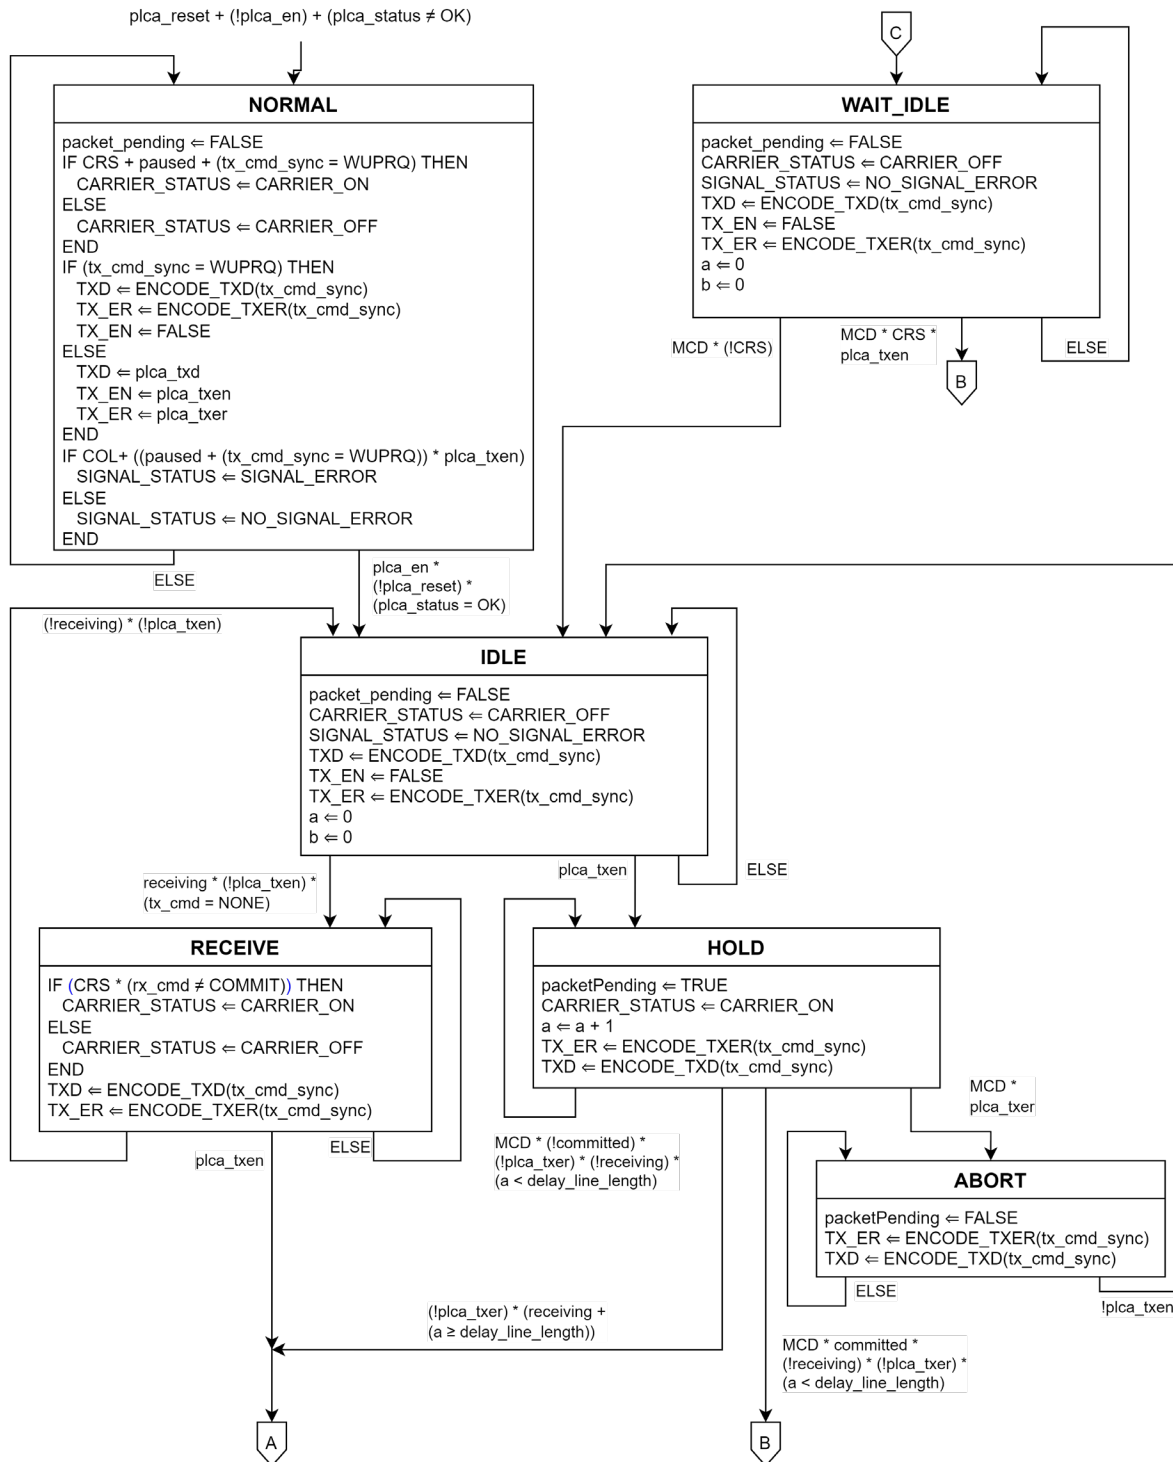 plca_reset + (!plca_en) + (plca_status ≠ OK)
NORMAL
packet_pending ⇐ FALSE
IF CRS + paused + (tx_cmd_sync = WUPRQ) THEN
CARRIER_STATUS ⇐ CARRIER_ON
ELSE
CARRIER_STATUS ⇐ CARRIER_OFF
END
IF (tx_cmd_sync = WUPRQ) THEN
TXD ⇐ ENCODE_TXD(tx_cmd_sync)
TX_ER ⇐ ENCODE_TXER(tx_cmd_sync)
TX_EN ⇐ FALSE
ELSE
TXD ⇐ plca_txd
TX_EN ⇐ plca_txen
TX_ER ⇐ plca_txer
END
IF COL+ ((paused + (tx_cmd_sync = WUPRQ)) * plca_txen)
SIGNAL_STATUS ⇐ SIGNAL_ERROR
ELSE
SIGNAL_STATUS ⇐ NO_SIGNAL_ERROR
END
ELSE
plca_en *
(!plca_reset) *
(plca_status = OK)
C
WAIT_IDLE
packet_pending ⇐ FALSE
CARRIER_STATUS ⇐ CARRIER_OFF
SIGNAL_STATUS ⇐ NO_SIGNAL_ERROR
TXD ⇐ ENCODE_TXD(tx_cmd_sync)
TX_EN ⇐ FALSE
TX_ER ⇐ ENCODE_TXER(tx_cmd_sync)
a ⇐ 0
b ⇐ 0
MCD * (!CRS)
MCD * CRS *
plca_txen
ELSE
B
(!receiving) * (!plca_txen)
IDLE
packet_pending ⇐ FALSE
CARRIER_STATUS ⇐ CARRIER_OFF
SIGNAL_STATUS ⇐ NO_SIGNAL_ERROR
TXD ⇐ ENCODE_TXD(tx_cmd_sync)
TX_EN ⇐ FALSE
TX_ER ⇐ ENCODE_TXER(tx_cmd_sync)
a ⇐ 0
b ⇐ 0
receiving * (!plca_txen) *
(tx_cmd = NONE)
plca_txen
ELSE
RECEIVE
IF (CRS * (rx_cmd ≠ COMMIT)) THEN
CARRIER_STATUS ⇐ CARRIER_ON
ELSE
CARRIER_STATUS ⇐ CARRIER_OFF
END
TXD ⇐ ENCODE_TXD(tx_cmd_sync)
TX_ER ⇐ ENCODE_TXER(tx_cmd_sync)
plca_txen
ELSE
HOLD
packetPending ⇐ TRUE
CARRIER_STATUS ⇐ CARRIER_ON
a ⇐ a + 1
TX_ER ⇐ ENCODE_TXER(tx_cmd_sync)
TXD ⇐ ENCODE_TXD(tx_cmd_sync)
MCD *
plca_txer
MCD * (!committed) *
(!plca_txer) * (!receiving) *
(a < delay_line_length)
ABORT
packetPending ⇐ FALSE
TX_ER ⇐ ENCODE_TXER(tx_cmd_sync)
TXD ⇐ ENCODE_TXD(tx_cmd_sync)
ELSE
!plca_txen
(!plca_txer) * (receiving +
(a ≥ delay_line_length))
MCD * committed *
(!receiving) * (!plca_txer) *
(a < delay_line_length)
A
B